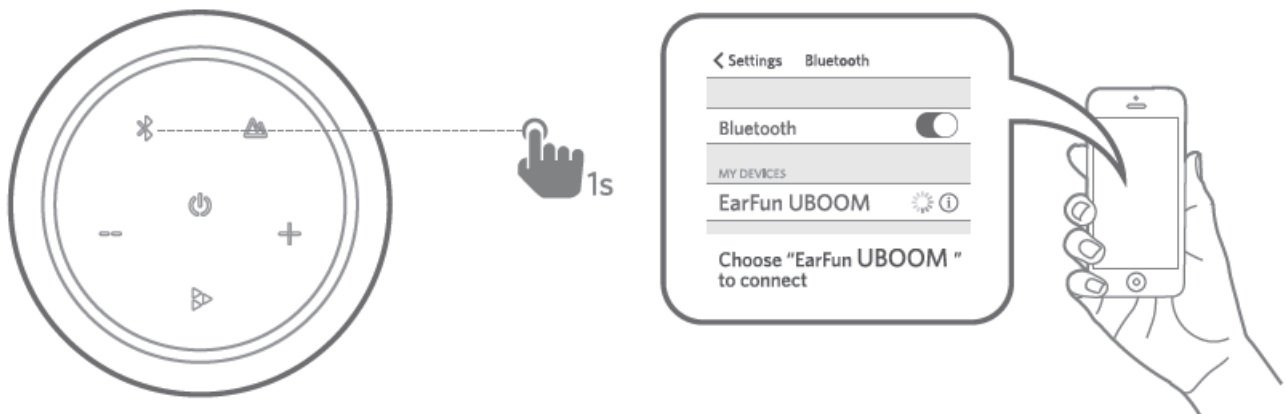 1s
Settings Bluetooth
Bluetooth
MY DEVICES
EarFun UBOOM
Choose "EarFun UBOOM "
to connect